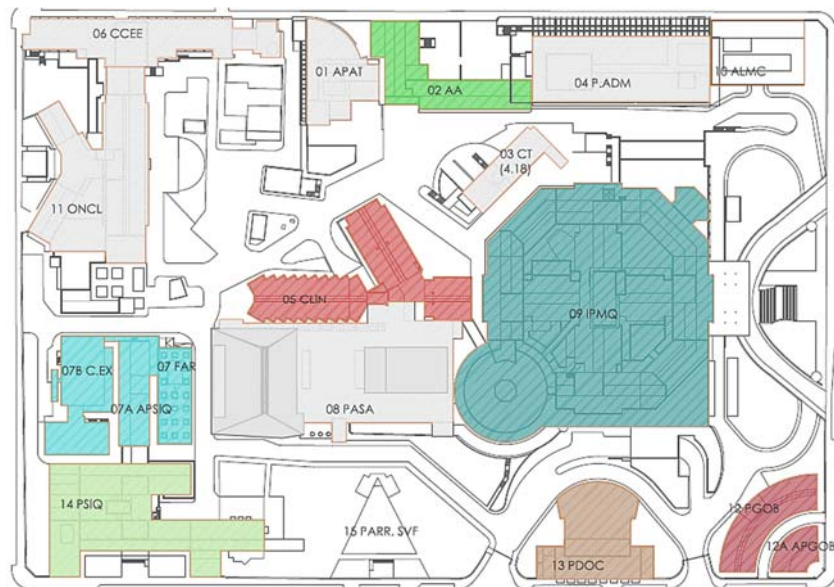 06 CCEE
01 APAT
02 AA
04 P.ADM
10 ALMC
03 CT
(4.18)
11 ONCL
05 CLIN
09 IPMQ
07B C.EX
07 FAR
07A APSIQ
08 PASA
14 PSIQ
15 PARR. SVF
13 PDOC
12 PGOB
12A APGOB